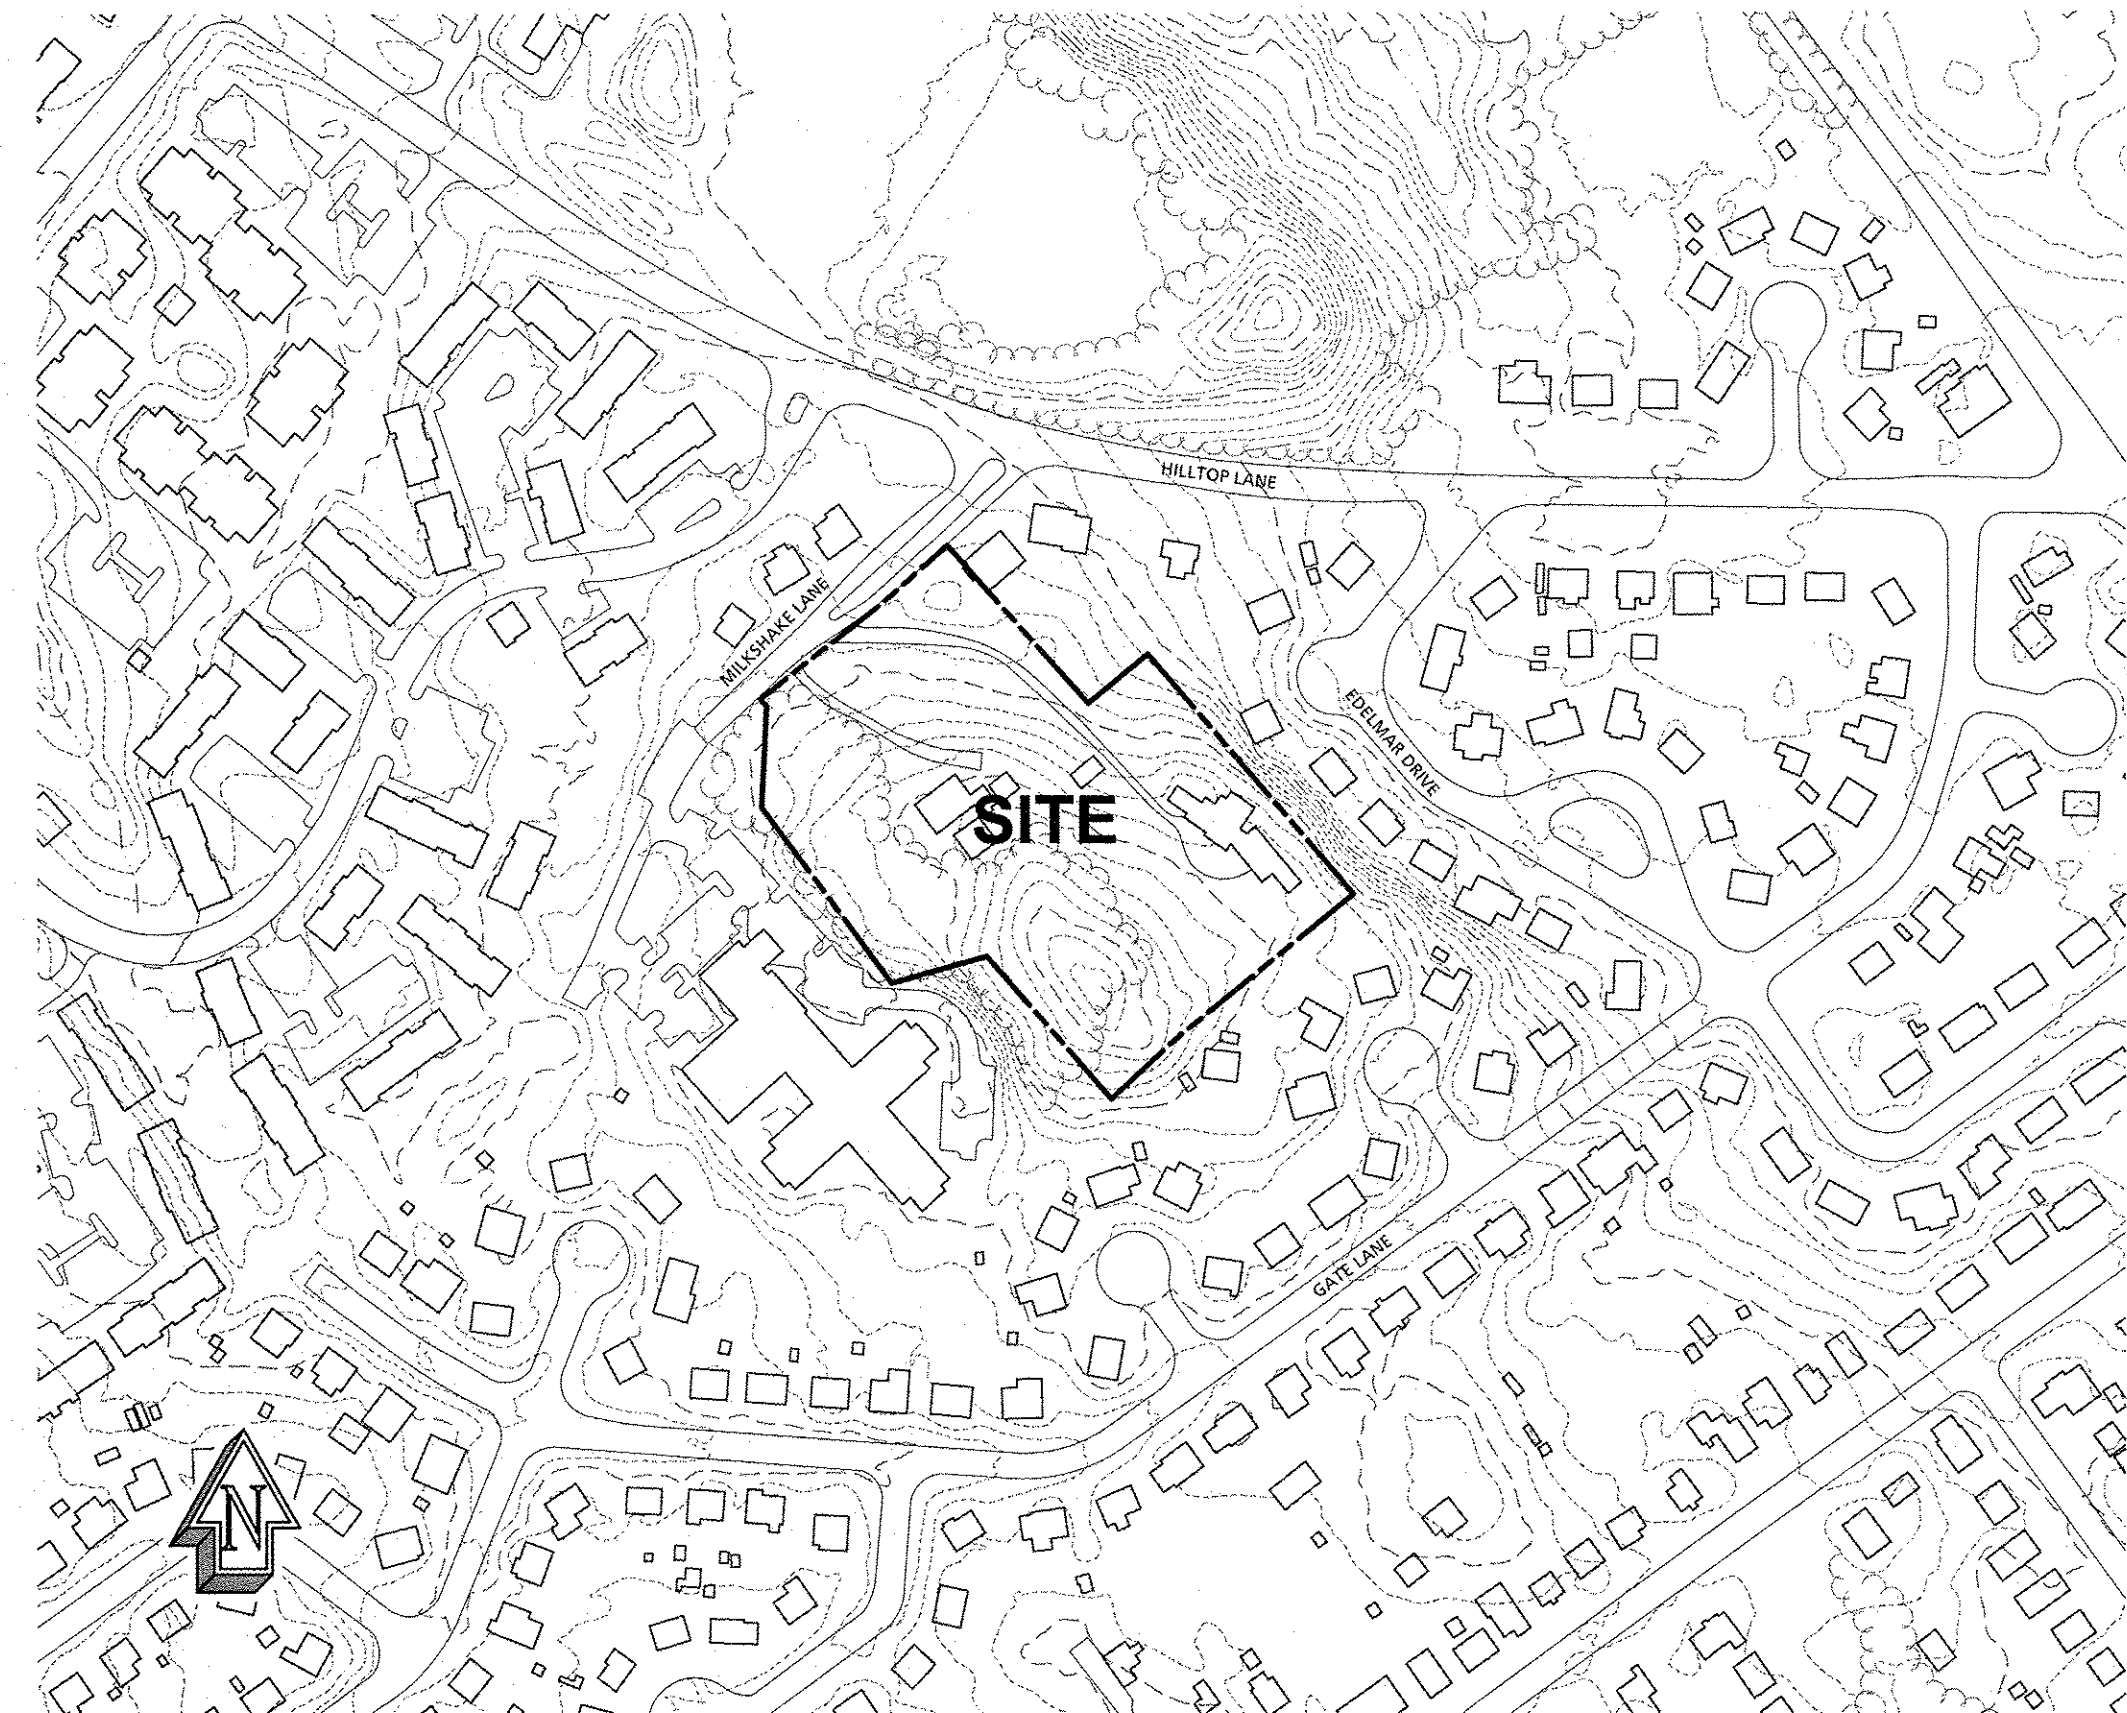 HILLTOP LANE
MILKSHAKE LANE
EDELMAR DRIVE
SITE
GATE LANE
N